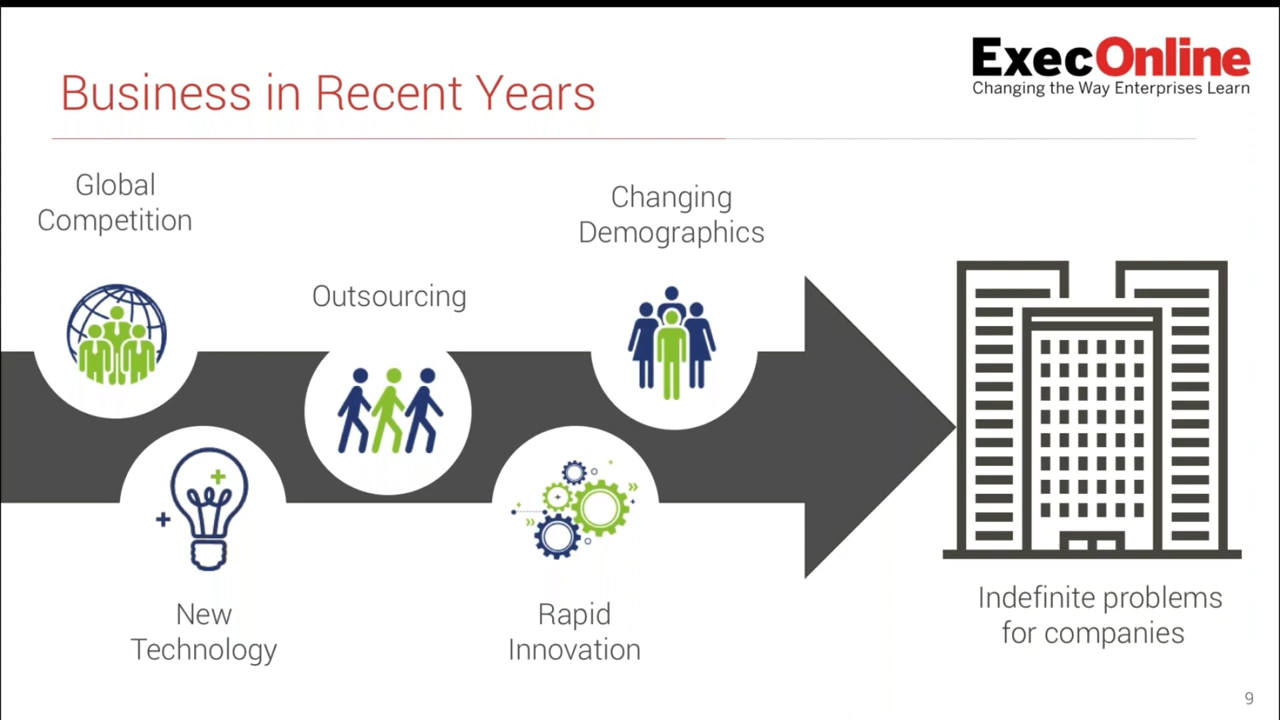 ExecOnline
Changing the Way Enterprises Learn
Business in Recent Years
Global
Competition
Changing
Demographics
Outsourcing
New
Technology
Rapid
Innovation
Indefinite problems
for companies
9